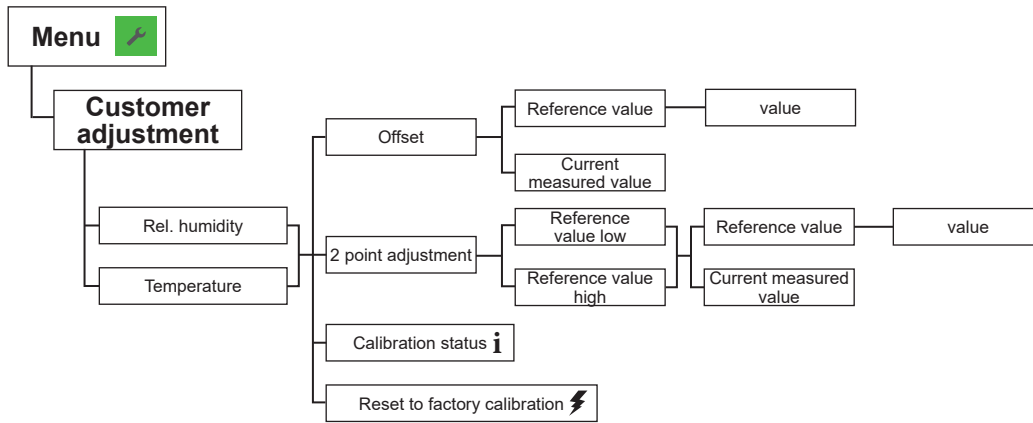 Menu
Customer
adjustment
Rel. humidity
Temperature
Offset
Reference value
value
Current
measured value
2 point adjustment
Reference
value low
Reference value
high
Reference value
value
Current measured
value
Calibration status i
Reset to factory calibration